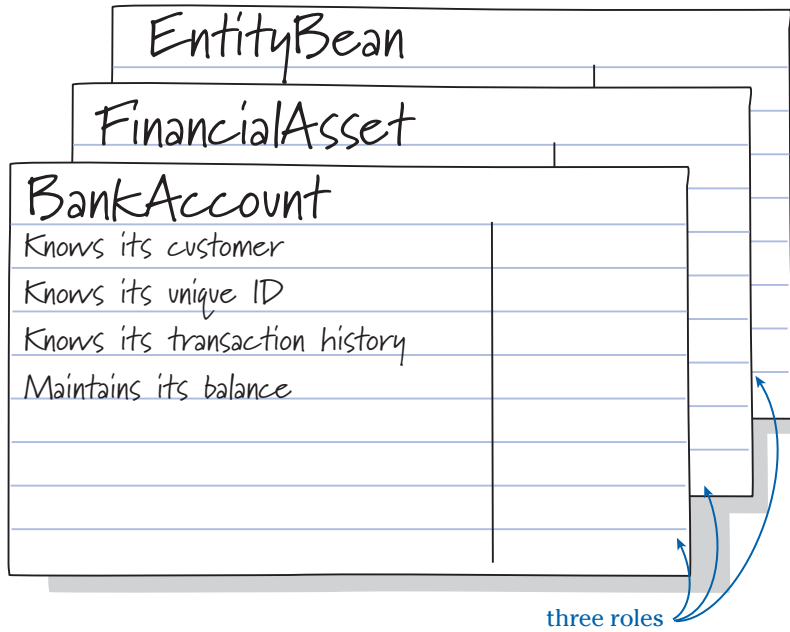 EntityBean
FinancialAsset
BankAccount
Knows its customer
Knows its unique ID
Knows its transaction history
Maintains its balance
three roles